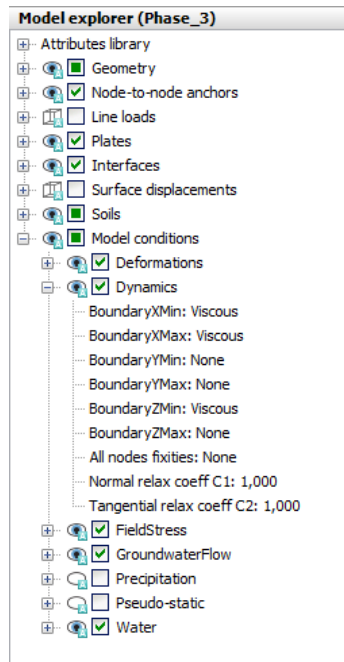 Model explorer (Phase_3)
Attributes library
Geometry
Node-to-node anchors
Line loads
Plates
Interfaces
Surface displacements
Soils
Model conditions
Deformations
Dynamics
BoundaryXMin: Viscous
BoundaryXMax: Viscous
BoundaryYMin: None
BoundaryYMax: None
BoundaryZMin: Viscous
BoundaryZMax: None
All nodes fixities: None
Normal relax coeff C1: 1,000
Tangential relax coeff C2: 1,000
FieldStress
GroundwaterFlow
Precipitation
Pseudo-static
Water